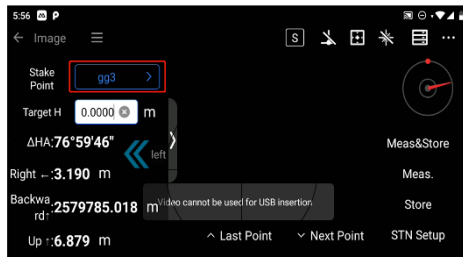 5:56
← Image
S
Stake Point
gg3
Target H
0.0000
m
ΔHA:76°59'46"
left
Right ←:3.190 m
Backward↑:2579785.018 m
Up ↑:6.879 m
Video cannot be used for USB insertion
Last Point
Next Point
Meas&Store
Meas.
Store
STN Setup